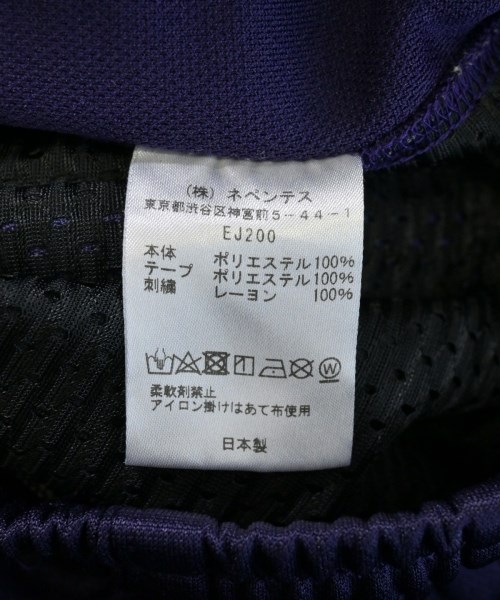 (株) ネペンテス
東京都渋谷区神宮前5-44-1
EJ200
本体 ポリエステル100%
テープ ポリエステル100%
刺繍 レーヨン 100%
W
柔軟剤禁止
アイロン掛けはあて布使用
日本製